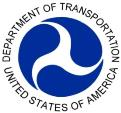 DEPARTMENT OF TRANSPORTATION
UNITED STATES OF AMERICA